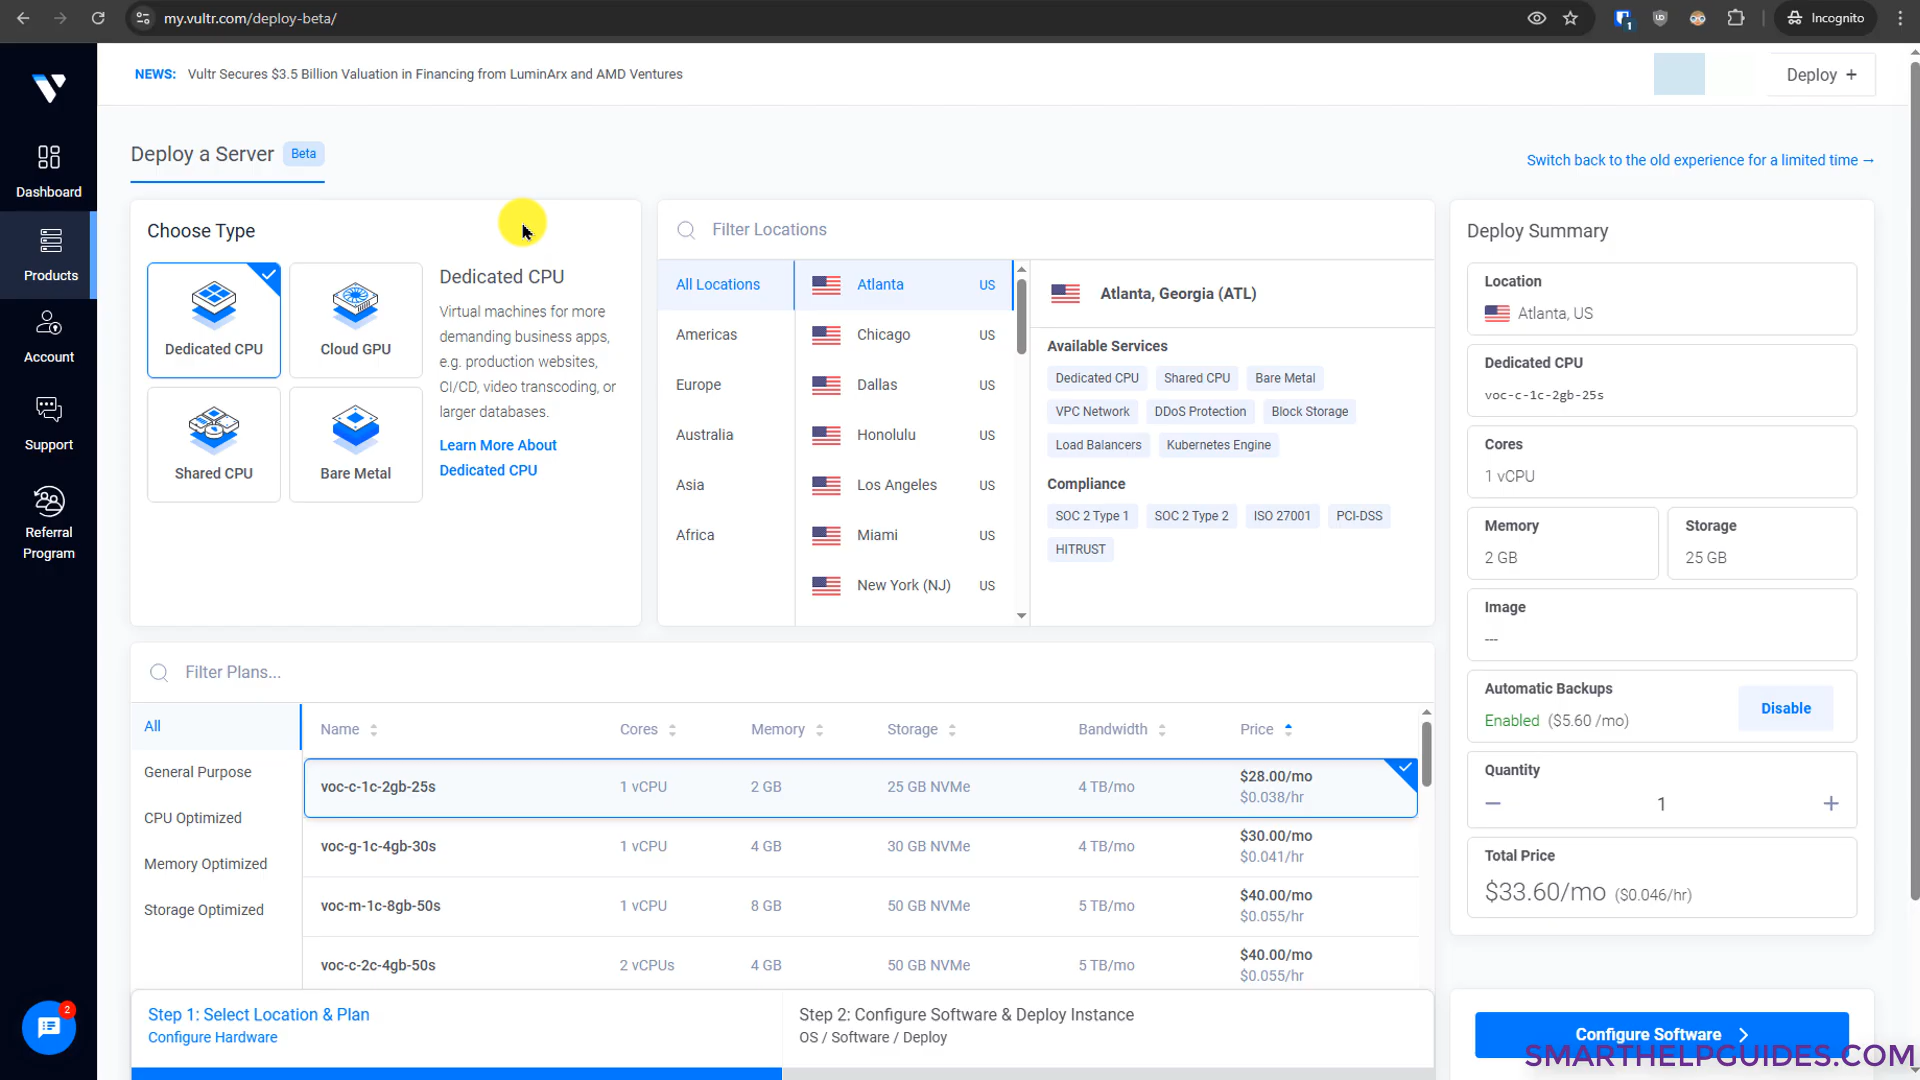 my.vultr.com/deploy-beta/
1
Incognito
NEWS: Vultr Secures $3.5 Billion Valuation in Financing from LuminArx and AMD Ventures
Deploy +
Dashboard
Products
Account
Support
Referral
Program
2
Deploy a Server Beta
Switch back to the old experience for a limited time →
Choose Type
Dedicated CPU
Cloud GPU
Shared CPU
Bare Metal
Dedicated CPU
Virtual machines for more
demanding business apps,
e.g. production websites,
CI/CD, video transcoding, or
larger databases.
Learn More About
Dedicated CPU
Filter Locations
All Locations
Americas
Europe
Australia
Asia
Africa
Atlanta US
Chicago US
Dallas US
Honolulu US
Los Angeles US
Miami US
New York (NJ) US
Atlanta, Georgia (ATL)
Available Services
Dedicated CPU Shared CPU Bare Metal
VPC Network DDoS Protection Block Storage
Load Balancers Kubernetes Engine
Compliance
SOC 2 Type 1 SOC 2 Type 2 ISO 27001 PCI-DSS
HITRUST
Deploy Summary
Location
Atlanta, US
Dedicated CPU
voc-c-1c-2gb-25s
Cores
1 vCPU
Memory
2 GB
Storage
25 GB
Image
---
Automatic Backups
Enabled ($5.60 /mo)
Disable
Quantity
− 1 +
Total Price
$33.60/mo ($0.046/hr)
Filter Plans...
All
General Purpose
CPU Optimized
Memory Optimized
Storage Optimized
Name Cores Memory Storage Bandwidth Price
voc-c-1c-2gb-25s 1 vCPU 2 GB 25 GB NVMe 4 TB/mo $28.00/mo
$0.038/hr
voc-g-1c-4gb-30s 1 vCPU 4 GB 30 GB NVMe 4 TB/mo $30.00/mo
$0.041/hr
voc-m-1c-8gb-50s 1 vCPU 8 GB 50 GB NVMe 5 TB/mo $40.00/mo
$0.055/hr
voc-c-2c-4gb-50s 2 vCPUs 4 GB 50 GB NVMe 5 TB/mo $40.00/mo
$0.055/hr
Step 1: Select Location & Plan
Configure Hardware
Step 2: Configure Software & Deploy Instance
OS / Software / Deploy
Configure Software
SMARTHELPGUIDES.COM